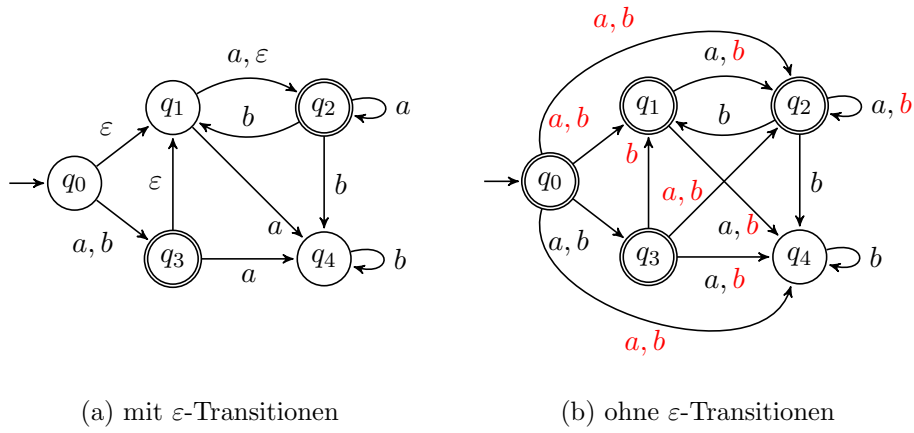 a, b
a, ε
a, b
q₁
q₂
a
b
q₁
q₂
a, b
b
ε
a, b
b
q₀
ε
b
q₀
a, b
b
a, b
a
a, b
a, b
q₃
q₄
b
q₃
q₄
b
a
a, b
a, b
(a) mit ε-Transitionen
(b) ohne ε-Transitionen